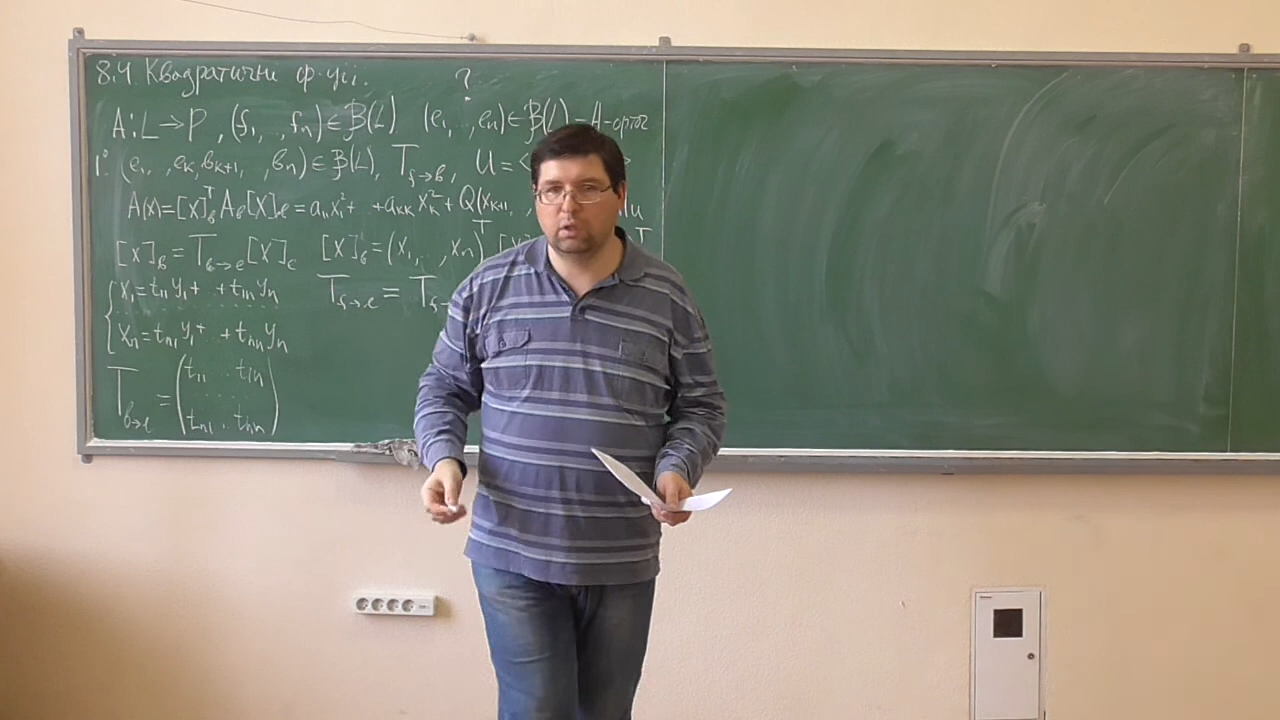 8.4. Квадратичні ф-ції.
?
A: L → P, (f₁, . . , fₙ) ∈ B(L) (e₁, . . , eₙ) ∈ B(L) – A-ортог
1°. (e₁, . . , eₖ, bₖ₊₁, . . , bₙ) ∈ B(L), T_{f→b}, U = <
A(x) = [x]ᵀ_b A_b [x]_b = a₁₁x₁² + . . + aₖₖxₖ² + Q(xₖ₊₁, . .
[x]_b = T_{b→e} [x]_e [x]_b = (x₁, . . , xₙ)ᵀ
{ x₁ = t₁₁y₁ + . . + t₁ₙyₙ T_{f→e} = T_{f→
xₙ = tₙ₁y₁ + . . + tₙₙyₙ
T_{b→e} = ( t₁₁ . . t₁ₙ
tₙ₁ . . tₙₙ )